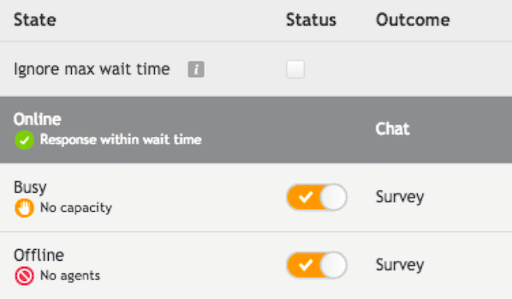 State Status Outcome
Ignore max wait time i
Online
Response within wait time Chat
Busy
No capacity Survey
Offline
No agents Survey